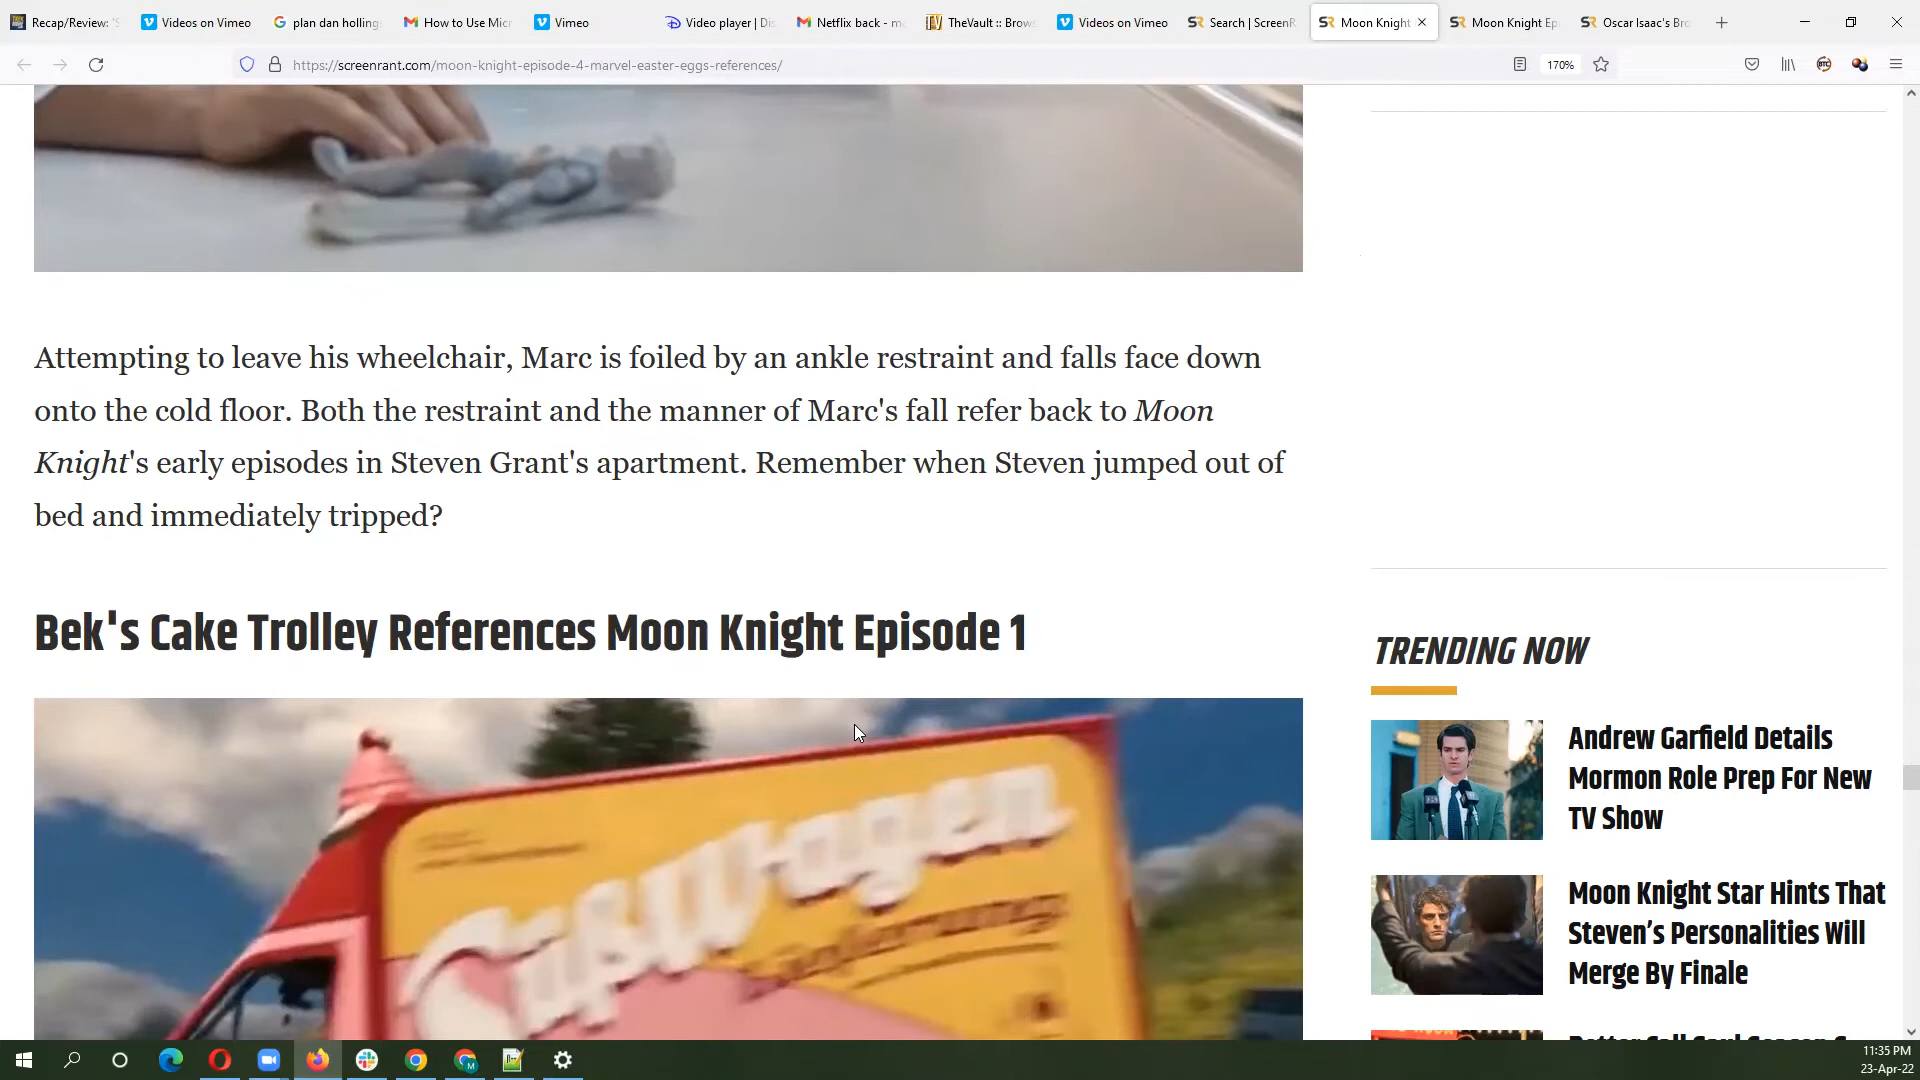 Recap/Review: 'S
Videos on Vimeo
plan dan hollings
How to Use Micr
Vimeo
Video player | Dis
Netflix back - ma
TheVault :: Brows
Videos on Vimeo
Search | ScreenR
Moon Knight
Moon Knight Ep
Oscar Isaac's Bro
https://screenrant.com/moon-knight-episode-4-marvel-easter-eggs-references/
170%
Attempting to leave his wheelchair, Marc is foiled by an ankle restraint and falls face down
onto the cold floor. Both the restraint and the manner of Marc's fall refer back to Moon
Knight's early episodes in Steven Grant's apartment. Remember when Steven jumped out of
bed and immediately tripped?
Bek's Cake Trolley References Moon Knight Episode 1
Süßwagen
TRENDING NOW
Andrew Garfield Details
Mormon Role Prep For New
TV Show
Moon Knight Star Hints That
Steven's Personalities Will
Merge By Finale
11:35 PM
23-Apr-22